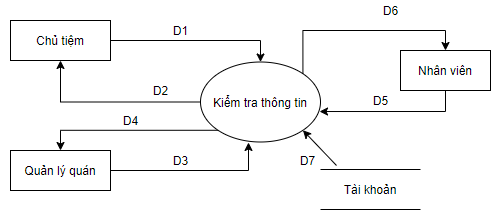 D6
Chủ tiệm
D1
Nhân viên
D2
Kiểm tra thông tin
D5
D4
Quản lý quán
D3
D7
Tài khoản